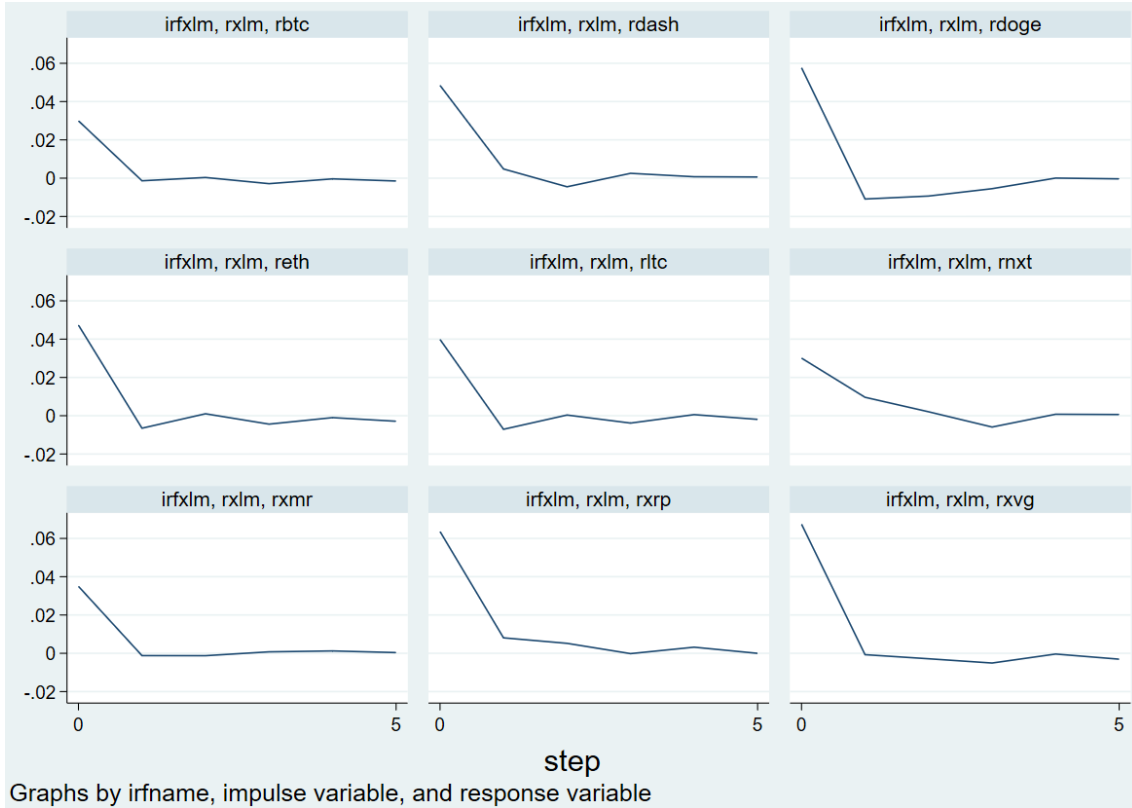 irfxlm, rxlm, rbtc
irfxlm, rxlm, rdash
irfxlm, rxlm, rdoge
.06
.04
.02
0
-.02
irfxlm, rxlm, reth
irfxlm, rxlm, rltc
irfxlm, rxlm, rnxt
.06
.04
.02
0
-.02
irfxlm, rxlm, rxmr
irfxlm, rxlm, rxrp
irfxlm, rxlm, rxvg
.06
.04
.02
0
-.02
0 5
0 5
0 5
step
Graphs by irfname, impulse variable, and response variable